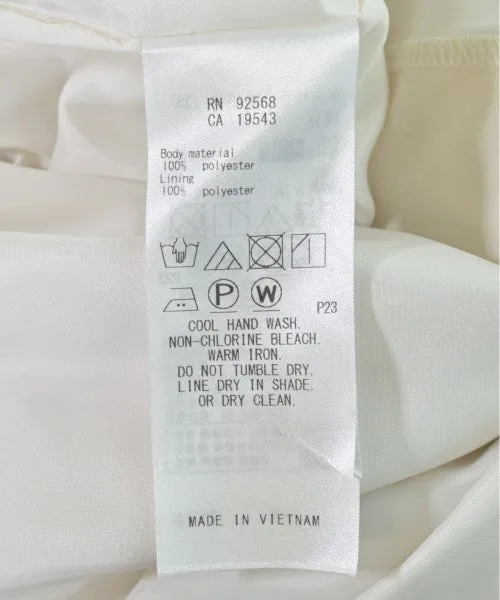 RN 92568
CA 19543
Body material
100% polyester
Lining
100% polyester
P W
P23
COOL HAND WASH.
NON-CHLORINE BLEACH.
WARM IRON.
DO NOT TUMBLE DRY.
LINE DRY IN SHADE.
OR DRY CLEAN.
MADE IN VIETNAM